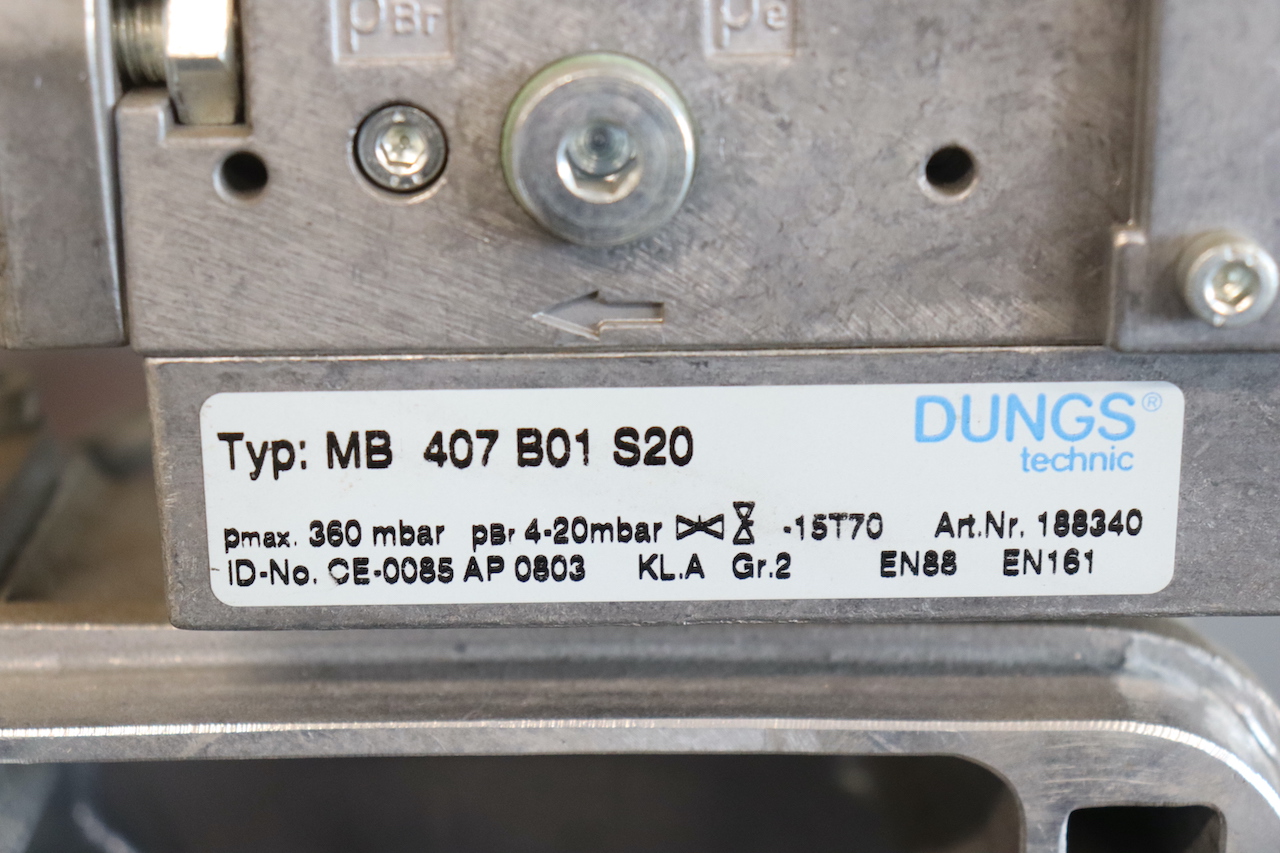 pBr
pe
DUNGS®
technic
Typ: MB 407 B01 S20
pmax. 360 mbar pBr 4-20mbar -15T70 Art.Nr. 188340
ID-No. CE-0085 AP 0803 KL.A Gr.2 EN88 EN161